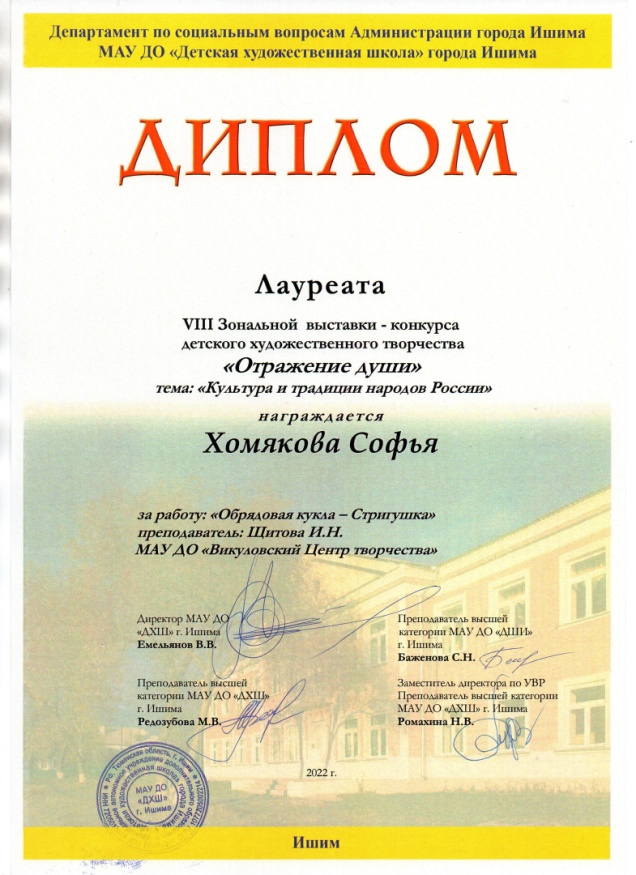 Департамент по социальным вопросам Администрации города Ишима
МАУ ДО «Детская художественная школа» города Ишима
ДИПЛОМ
Лауреата
VIII Зональной выставки - конкурса
детского художественного творчества
«Отражение души»
тема: «Культура и традиции народов России»
награждается
Хомякова Софья
за работу: «Обрядовая кукла – Стригушка»
преподаватель: Щитова И.Н.
МАУ ДО «Викуловский Центр творчества»
Директор МАУ ДО
«ДХШ» г. Ишима
Емельянов В.В.
Преподаватель высшей
категории МАУ ДО «ДШИ»
г. Ишима
Баженова С.Н.
Преподаватель высшей
категории МАУ ДО «ДХШ»
г. Ишима
Редозубова М.В.
Заместитель директора по УВР
Преподаватель высшей категории
МАУ ДО «ДХШ» г. Ишима
Ромахина Н.В.
МАУ ДО
«ДХШ»
г. Ишима
2022 г.
Ишим